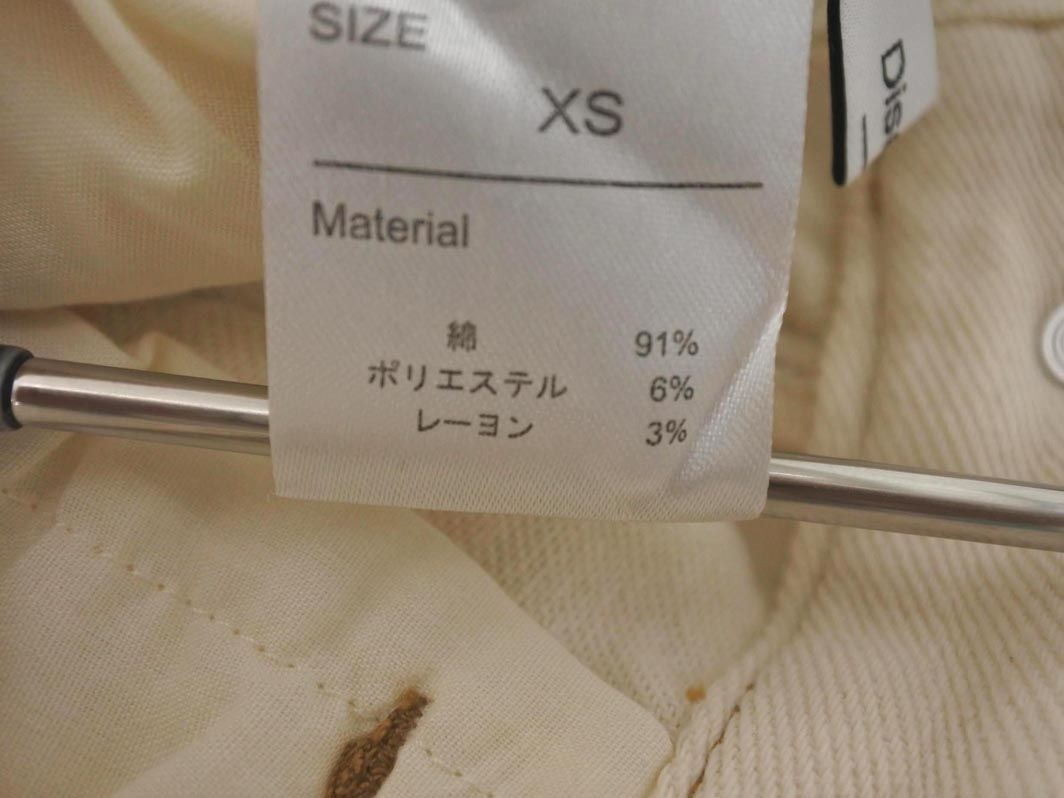 SIZE
XS
Material
綿 91%
ポリエステル 6%
レーヨン 3%